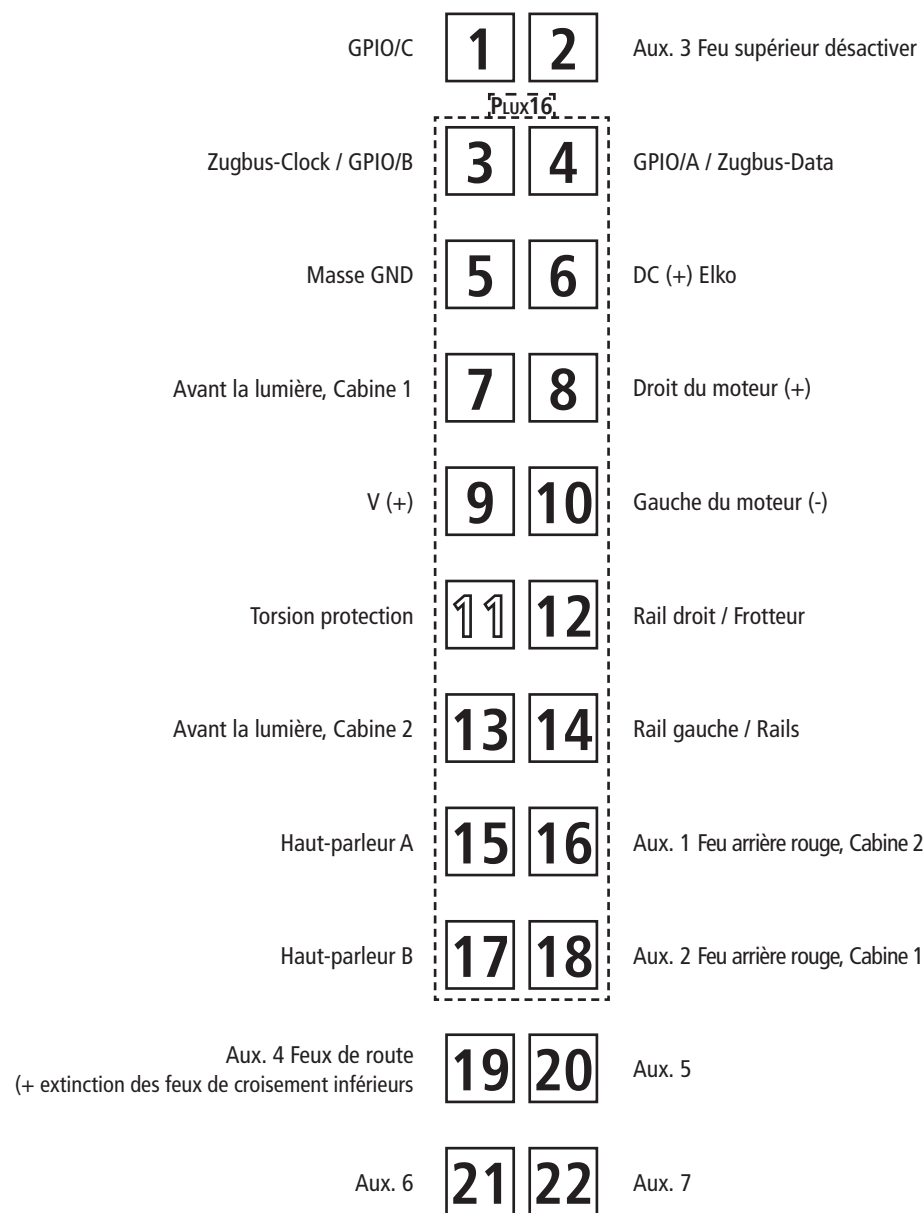 GPIO/C 1 2 Aux. 3 Feu supérieur désactiver
PLUX16
Zugbus-Clock / GPIO/B 3 4 GPIO/A / Zugbus-Data
Masse GND 5 6 DC (+) Elko
Avant la lumière, Cabine 1 7 8 Droit du moteur (+)
V (+) 9 10 Gauche du moteur (-)
Torsion protection 11 12 Rail droit / Frotteur
Avant la lumière, Cabine 2 13 14 Rail gauche / Rails
Haut-parleur A 15 16 Aux. 1 Feu arrière rouge, Cabine 2
Haut-parleur B 17 18 Aux. 2 Feu arrière rouge, Cabine 1
Aux. 4 Feux de route
(+ extinction des feux de croisement inférieurs 19 20 Aux. 5
Aux. 6 21 22 Aux. 7